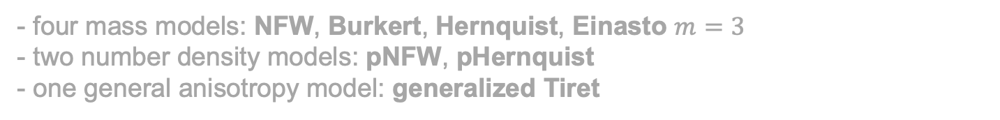 - four mass models: NFW, Burkert, Hernquist, Einasto m = 3
- two number density models: pNFW, pHernquist
- one general anisotropy model: generalized Tiret